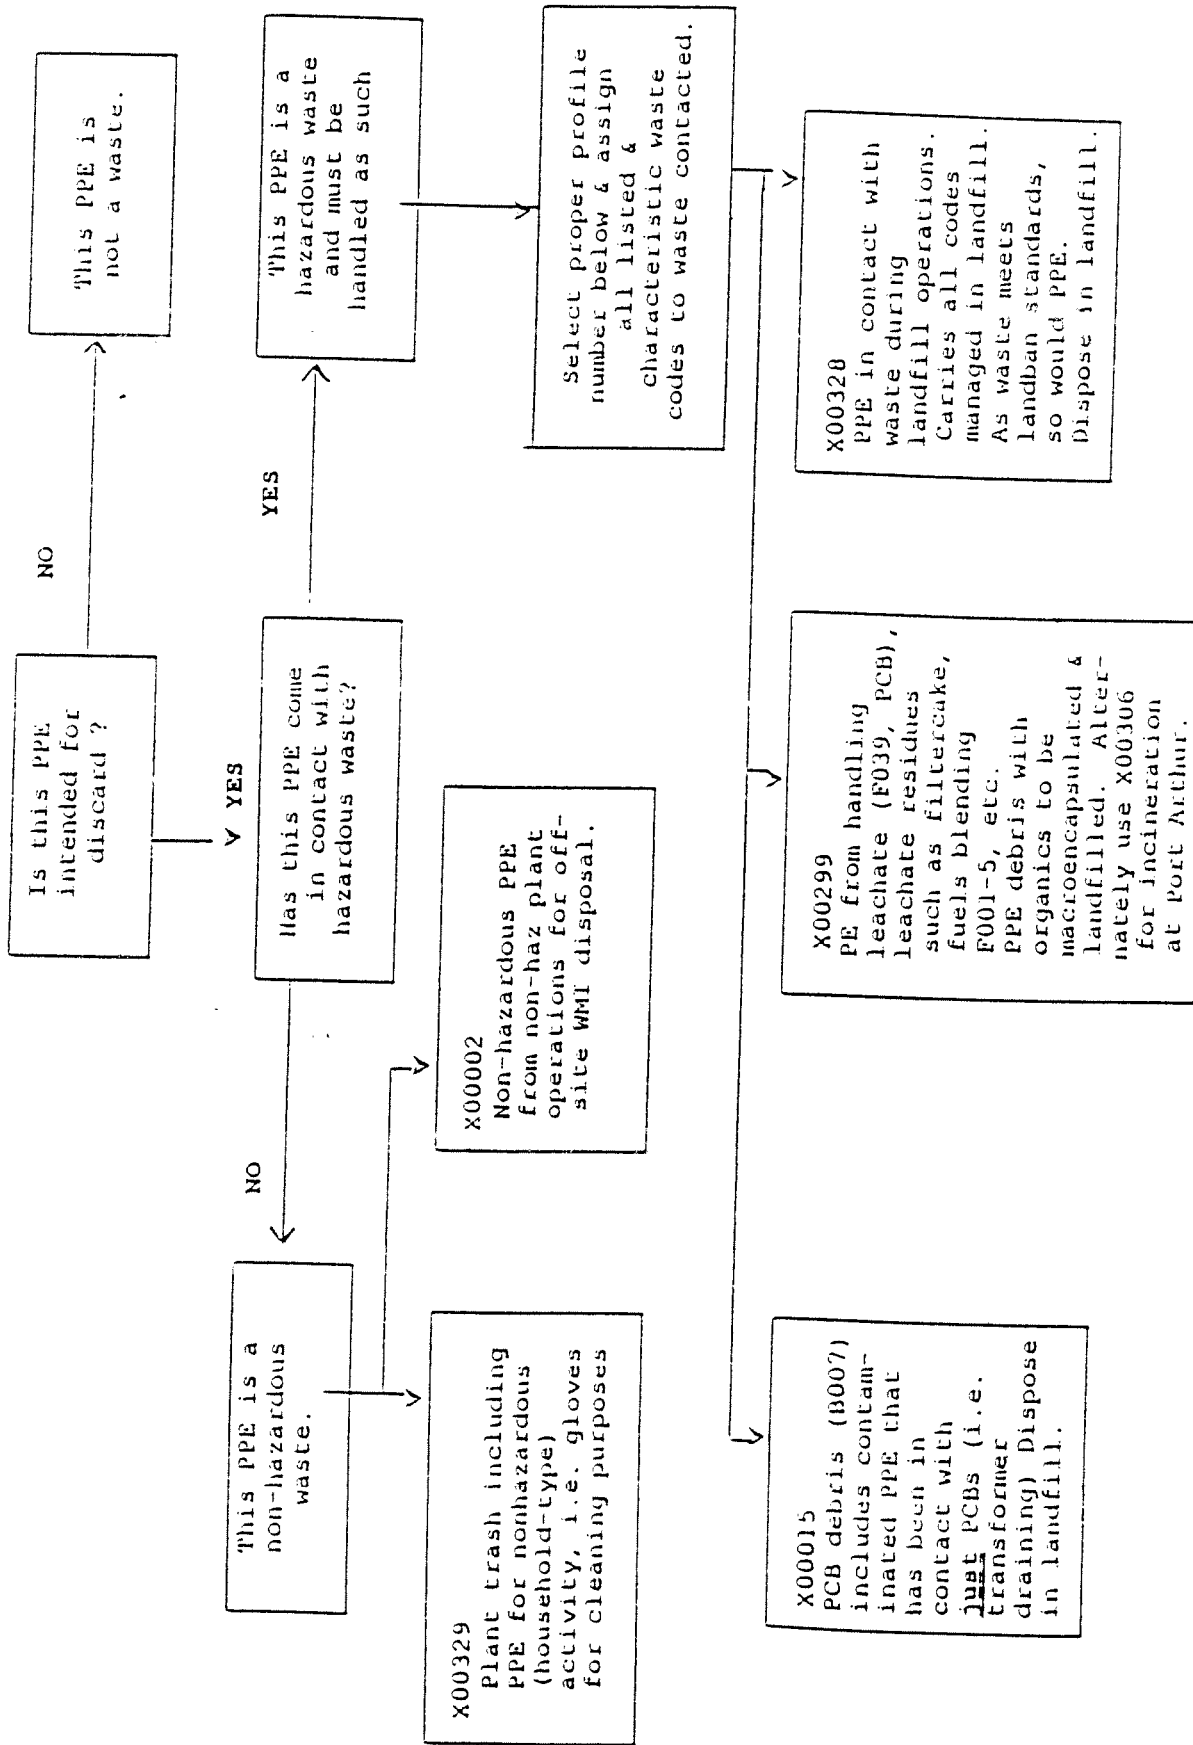 Is this PPE
intended for
discard ?
NO
This PPE is
not a waste.
YES
Has this PPE come
in contact with
hazardous waste?
NO
YES
This PPE is a
non-hazardous
waste.
This PPE is a
hazardous waste
and must be
handled as such
X00329
Plant trash including
PPE for nonhazardous
(household-type)
activity, i.e. gloves
for cleaning purposes
X00002
Non-hazardous PPE
from non-haz plant
operations for off-
site WMI disposal.
Select proper profile
number below & assign
all listed &
characteristic waste
codes to waste contacted.
X00015
PCB debris (B007)
includes contam-
inated PPE that
has been in
contact with
just PCBs (i.e.
transformer
draining) Dispose
in landfill.
X00299
PE from handling
leachate (F039, PCB),
leachate residues
such as filtercake,
fuels blending
F001-5, etc.
PPE debris with
organics to be
macroencapsulated &
landfilled. Alter-
nately use X00306
for incineration
at Port Arthur.
X00328
PPE in contact with
waste during
landfill operations.
Carries all codes
managed in landfill.
As waste meets
landban standards,
so would PPE.
Dispose in landfill.